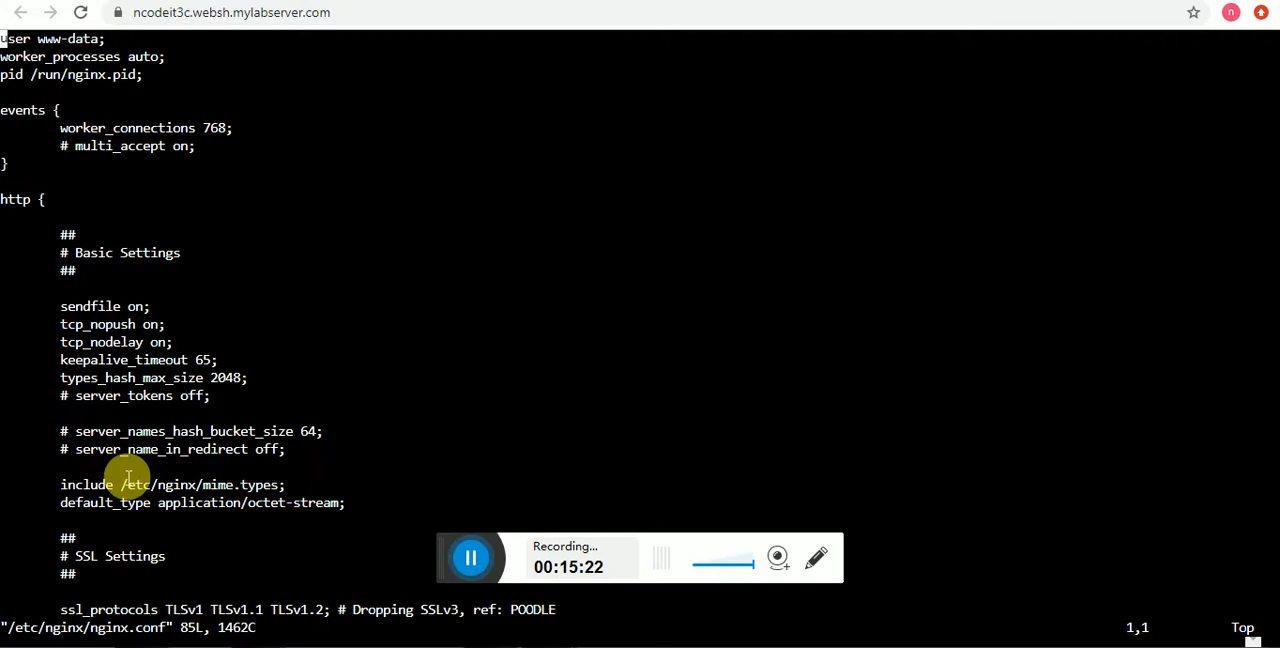 ncodeit3c.websh.mylabserver.com
n
user www-data;
worker_processes auto;
pid /run/nginx.pid;
events {
worker_connections 768;
# multi_accept on;
}
http {
##
# Basic Settings
##
sendfile on;
tcp_nopush on;
tcp_nodelay on;
keepalive_timeout 65;
types_hash_max_size 2048;
# server_tokens off;
# server_names_hash_bucket_size 64;
# server_name_in_redirect off;
include /etc/nginx/mime.types;
default_type application/octet-stream;
##
# SSL Settings
##
Recording...
00:15:22
ssl_protocols TLSv1 TLSv1.1 TLSv1.2; # Dropping SSLv3, ref: POODLE
"/etc/nginx/nginx.conf" 85L, 1462C 1,1 Top